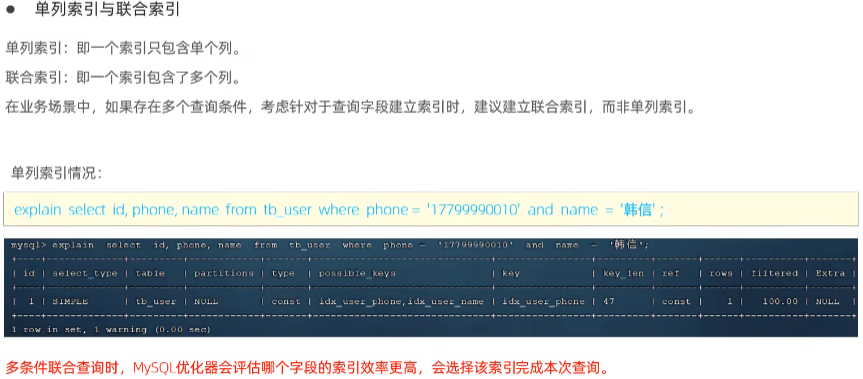 ● 单列索引与联合索引
单列索引：即一个索引只包含单个列。
联合索引：即一个索引包含了多个列。
在业务场景中，如果存在多个查询条件，考虑针对于查询字段建立索引时，建议建立联合索引，而非单列索引。
单列索引情况：
explain select id, phone, name from tb_user where phone = '17799990010' and name = '韩信' ;
mysql> explain select id, phone, name from tb_user where phone = '17799990010' and name = '韩信';
+----+-------------+---------+------------+-------+------------------------------+----------------+---------+-------+------+----------+-------+
| id | select_type | table | partitions | type | possible_keys | key | key_len | ref | rows | filtered | Extra |
+----+-------------+---------+------------+-------+------------------------------+----------------+---------+-------+------+----------+-------+
| 1 | SIMPLE | tb_user | NULL | const | idx_user_phone,idx_user_name | idx_user_phone | 47 | const | 1 | 100.00 | NULL |
+----+-------------+---------+------------+-------+------------------------------+----------------+---------+-------+------+----------+-------+
1 row in set, 1 warning (0.00 sec)
多条件联合查询时，MySQL优化器会评估哪个字段的索引效率更高，会选择该索引完成本次查询。